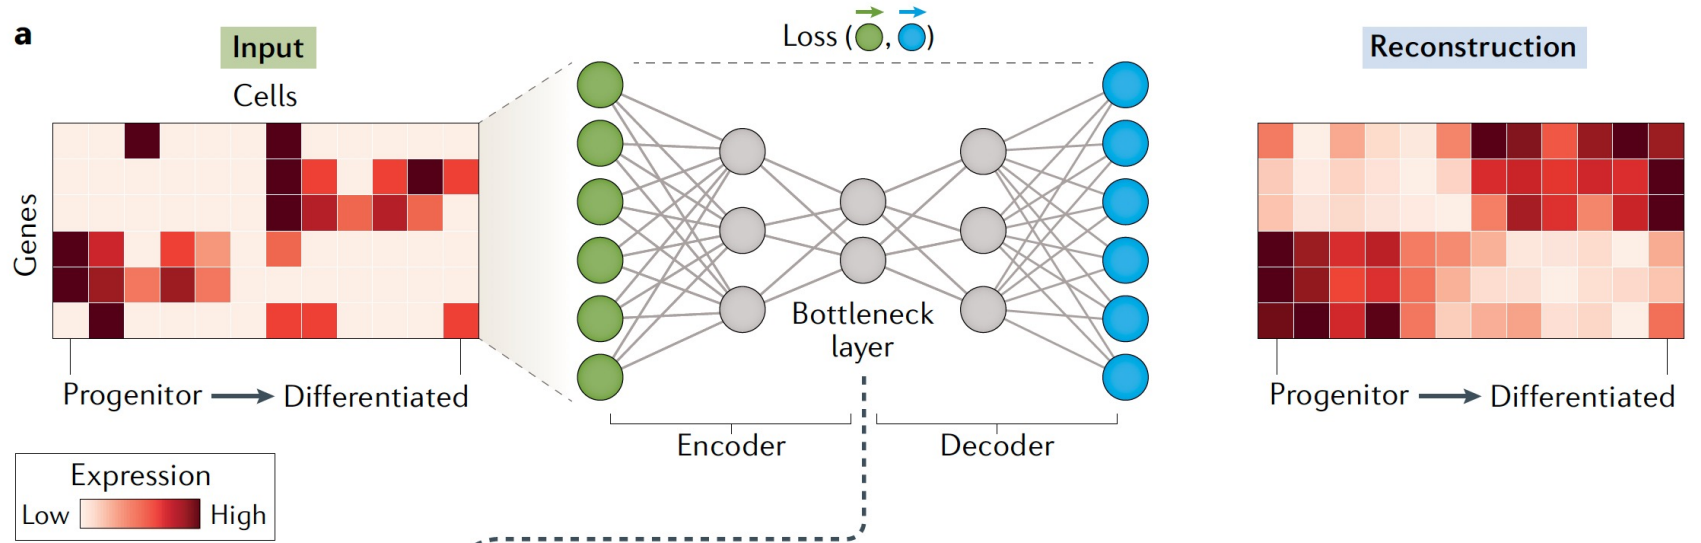 a
Input
Cells
Genes
Progenitor
Differentiated
Expression
Low
High
Loss ( , )
Bottleneck
layer
Encoder
Decoder
Reconstruction
Progenitor
Differentiated